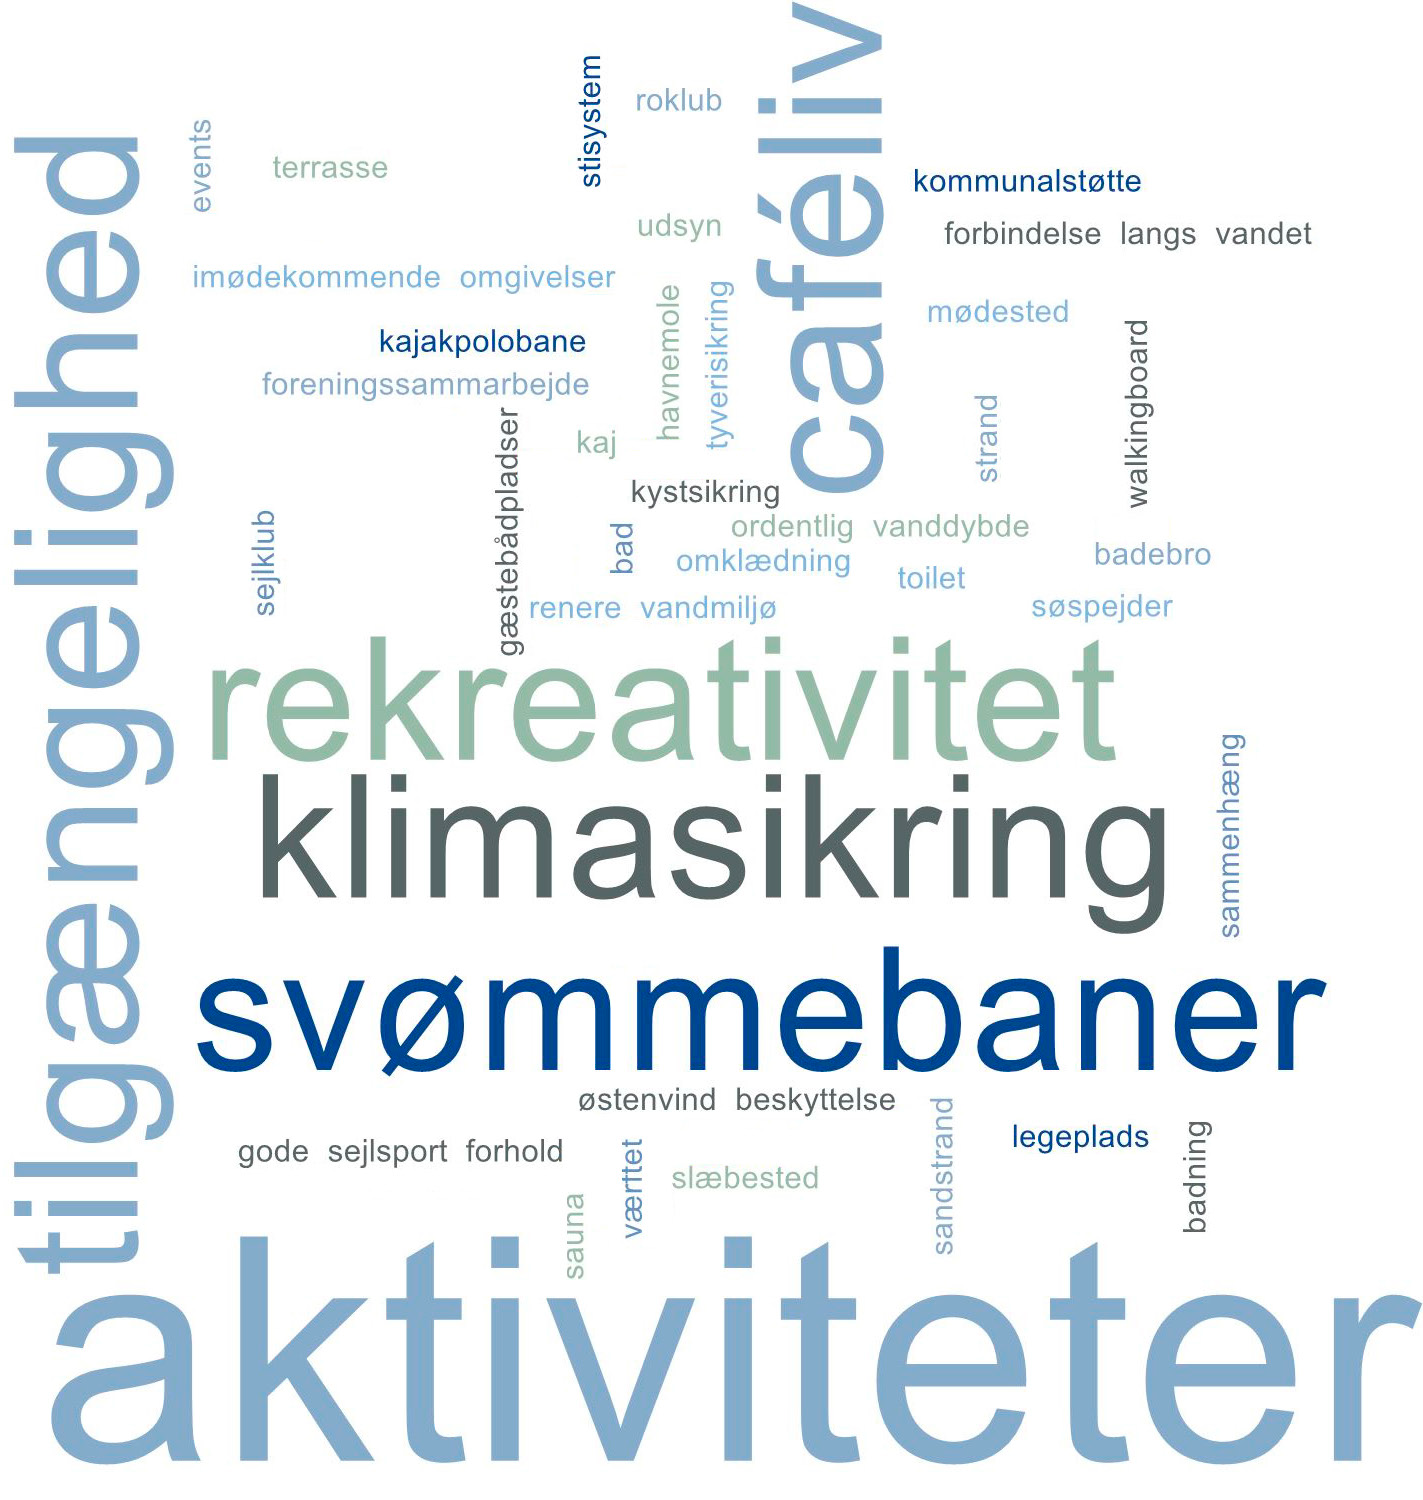 tilgængelighed
events
terrasse
stisystem
roklub
caféliv
kommunalstøtte
udsyn
forbindelse langs vandet
imødekommende omgivelser
havnemole
tyverisikring
mødested
kajakpolobane
walkingboard
foreningssammarbejde
gæstebådpladser
kaj
strand
kystsikring
sejlklub
bad
ordentlig vanddybde
omklædning
toilet
badebro
renere vandmiljø
søspejder
rekreativitet
klimasikring
sammenhæng
svømmebaner
østenvind beskyttelse
gode sejlsport forhold
værftet
slæbested
sandstrand
legeplads
badning
sauna
aktiviteter